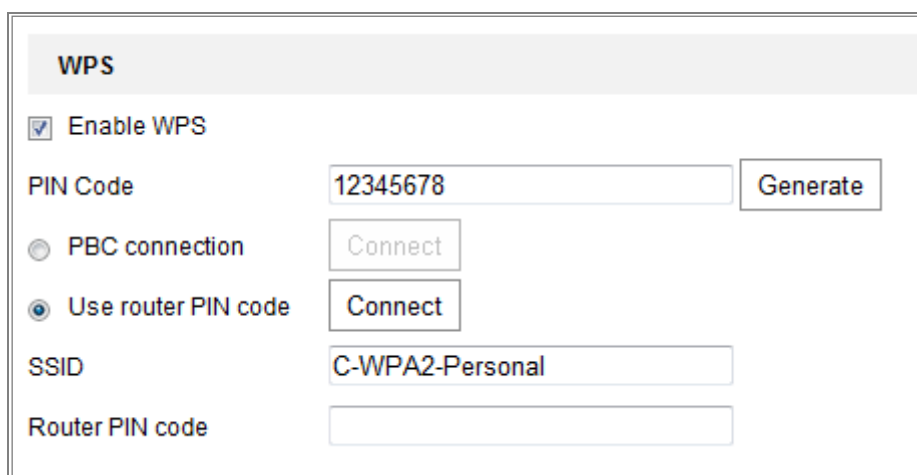 WPS
Enable WPS
PIN Code 12345678 Generate
PBC connection Connect
Use router PIN code Connect
SSID C-WPA2-Personal
Router PIN code